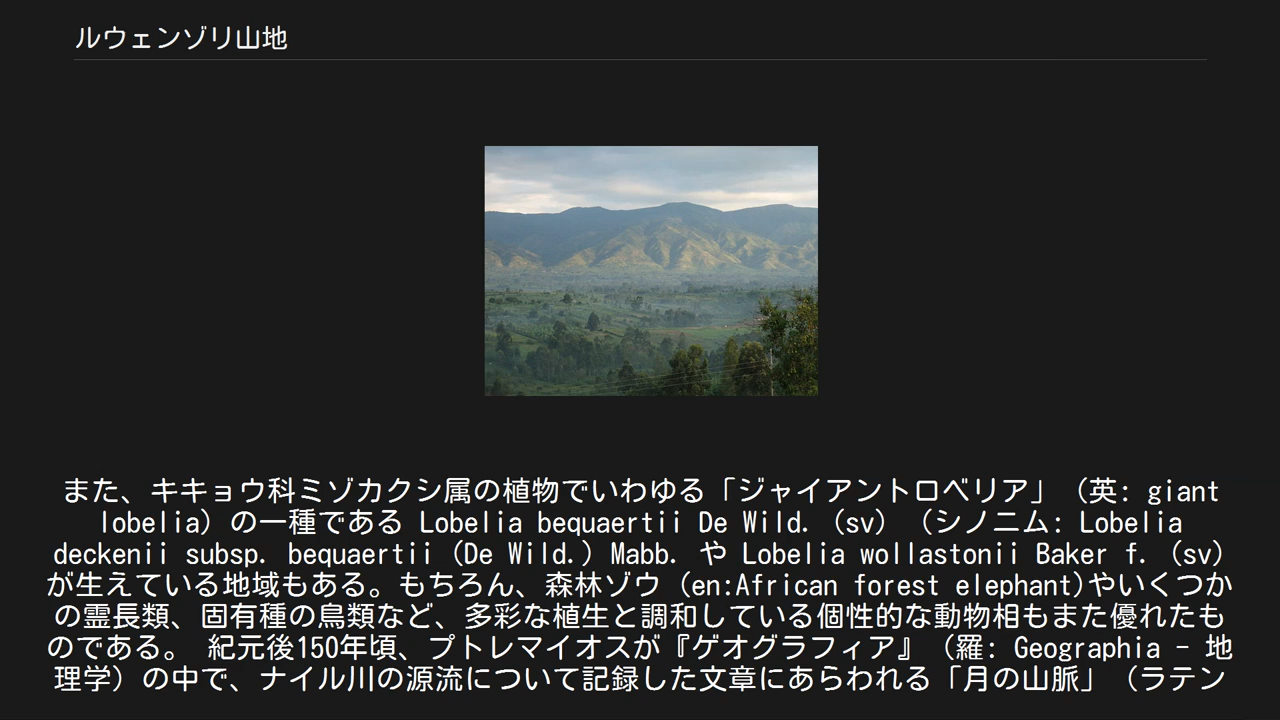 ルウェンゾリ山地
また、キキョウ科ミゾカクシ属の植物でいわゆる「ジャイアントロベリア」（英: giant
lobelia）の一種である Lobelia bequaertii De Wild.（sv）（シノニム: Lobelia
deckenii subsp. bequaertii（De Wild.）Mabb. や Lobelia wollastonii Baker f.（sv）
が生えている地域もある。もちろん、森林ゾウ（en:African forest elephant)やいくつか
の霊長類、固有種の鳥類など、多彩な植生と調和している個性的な動物相もまた優れたも
のである。 紀元後150年頃、プトレマイオスが『ゲオグラフィア』（羅: Geographia - 地
理学）の中で、ナイル川の源流について記録した文章にあらわれる「月の山脈」（ラテン